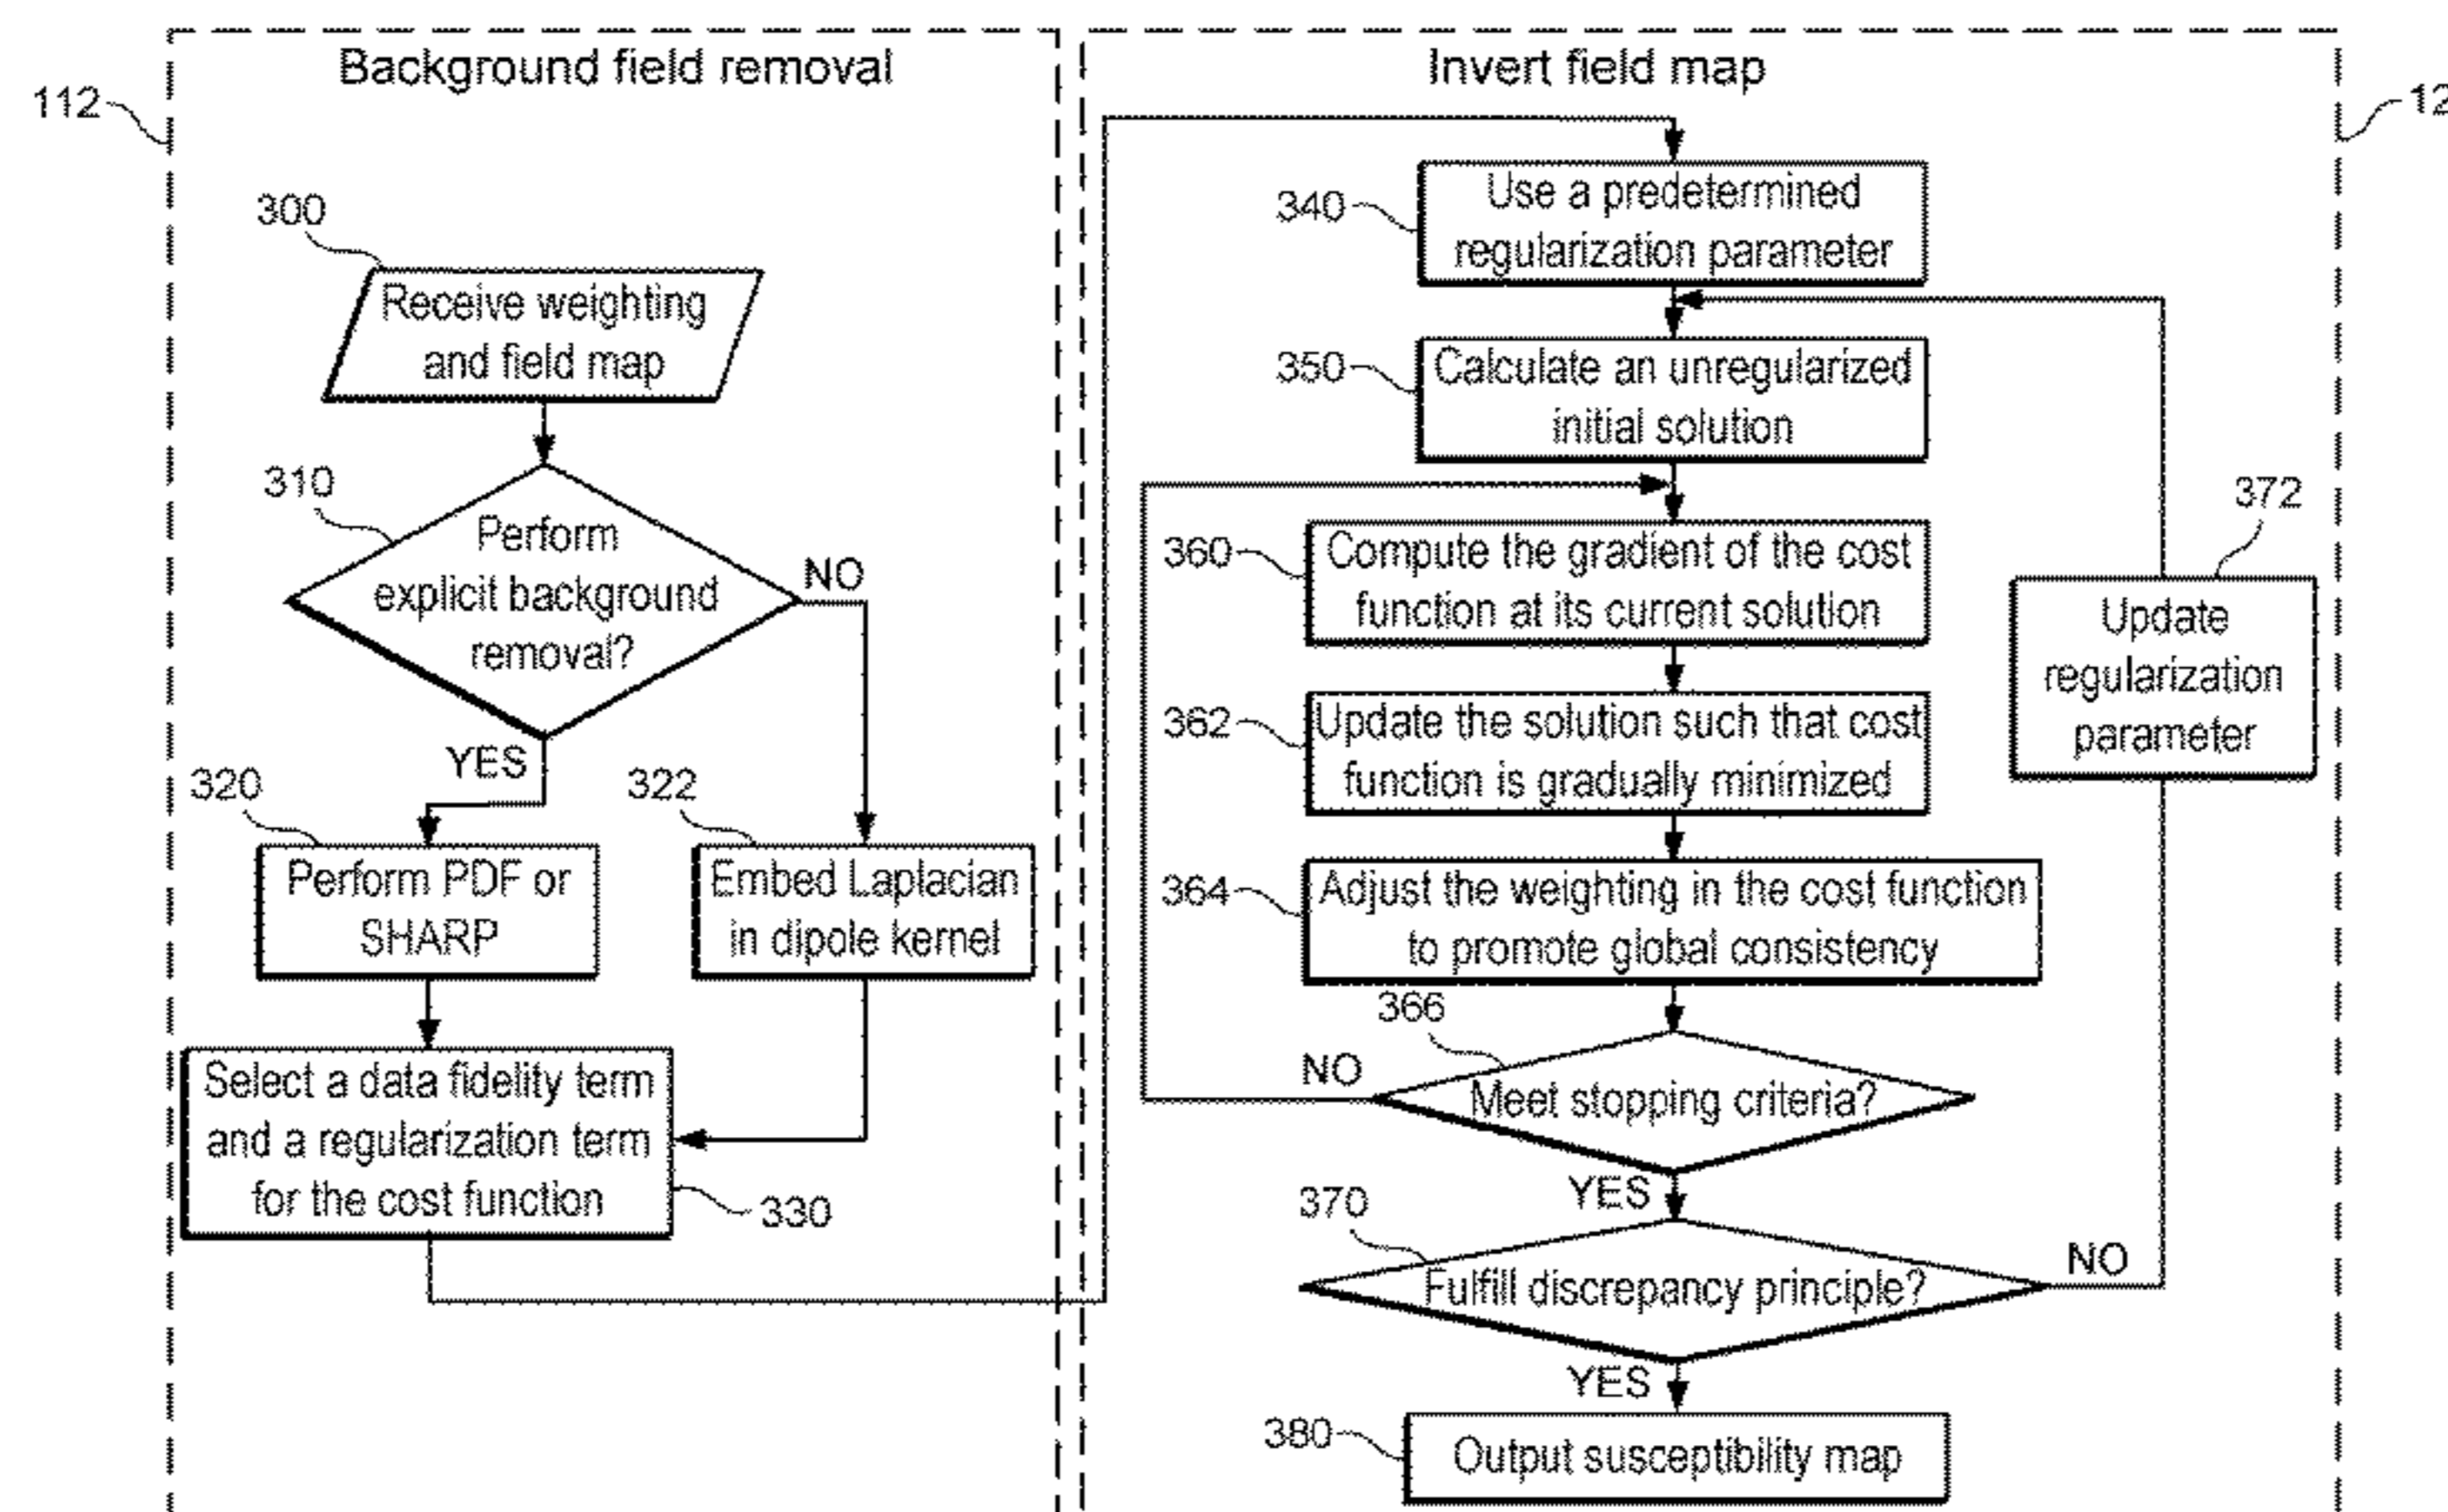 Background field removal
112
300
Receive weighting
and field map
310
Perform
explicit background
removal?
NO
YES
320
Perform PDF or
SHARP
322
Embed Laplacian
in dipole kernel
Select a data fidelity term
and a regularization term
for the cost function
330
Invert field map
12
340
Use a predetermined
regularization parameter
350
Calculate an unregularized
initial solution
360
Compute the gradient of the cost
function at its current solution
362
Update the solution such that cost
function is gradually minimized
364
Adjust the weighting in the cost function
to promote global consistency
366
Meet stopping criteria?
NO
YES
370
Fulfill discrepancy principle?
NO
YES
372
Update
regularization
parameter
380
Output susceptibility map